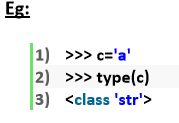 Eg:
1) >>> c='a'
2) >>> type(c)
3) <class 'str'>